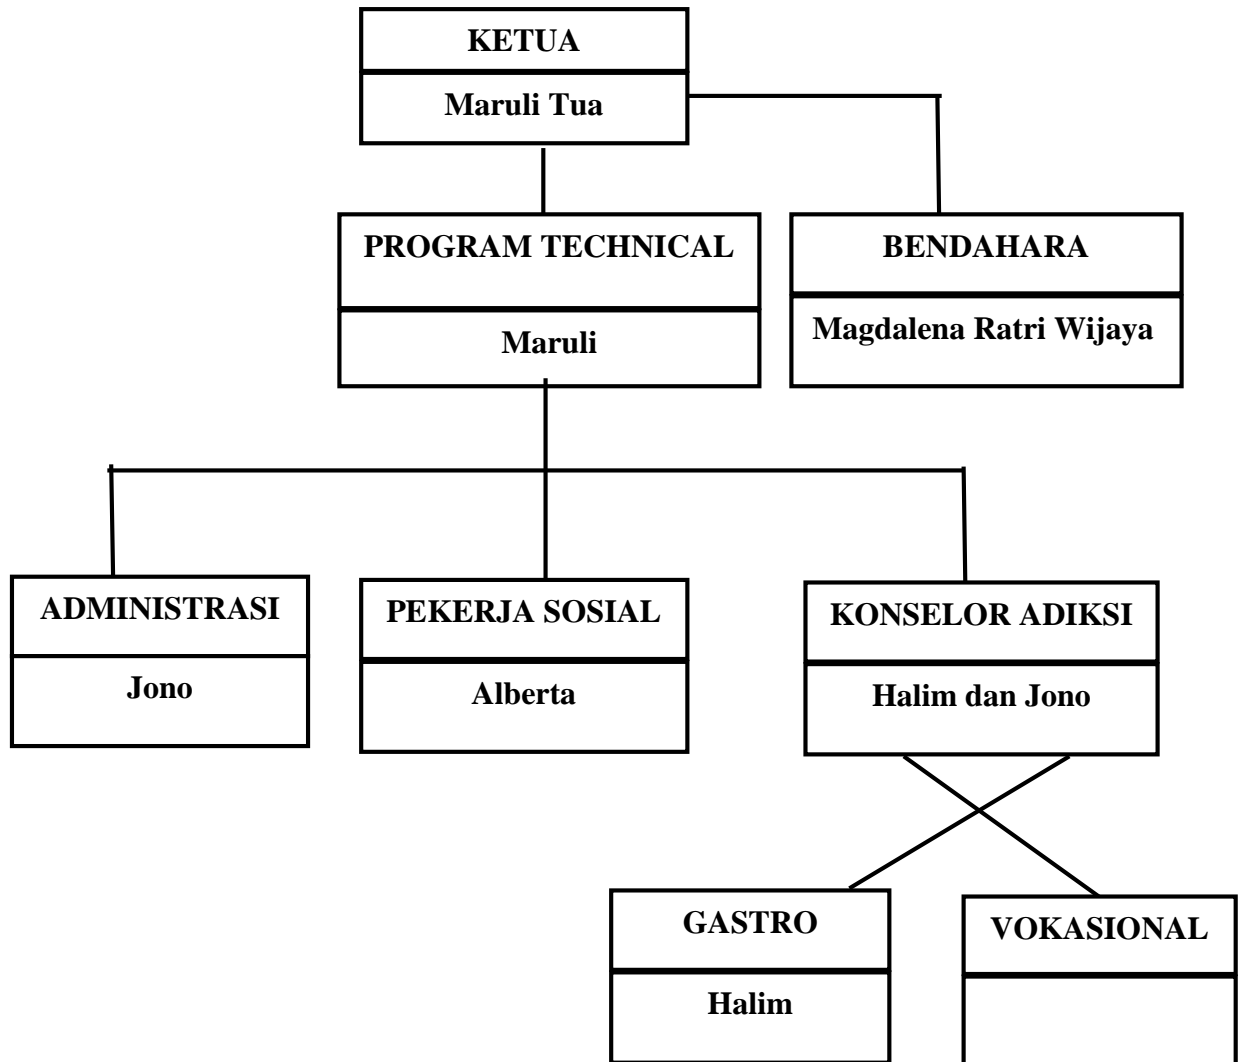 KETUA
Maruli Tua
PROGRAM TECHNICAL
Maruli
BENDAHARA
Magdalena Ratri Wijaya
ADMINISTRASI
Jono
PEKERJA SOSIAL
Alberta
KONSELOR ADIKSI
Halim dan Jono
GASTRO
Halim
VOKASIONAL